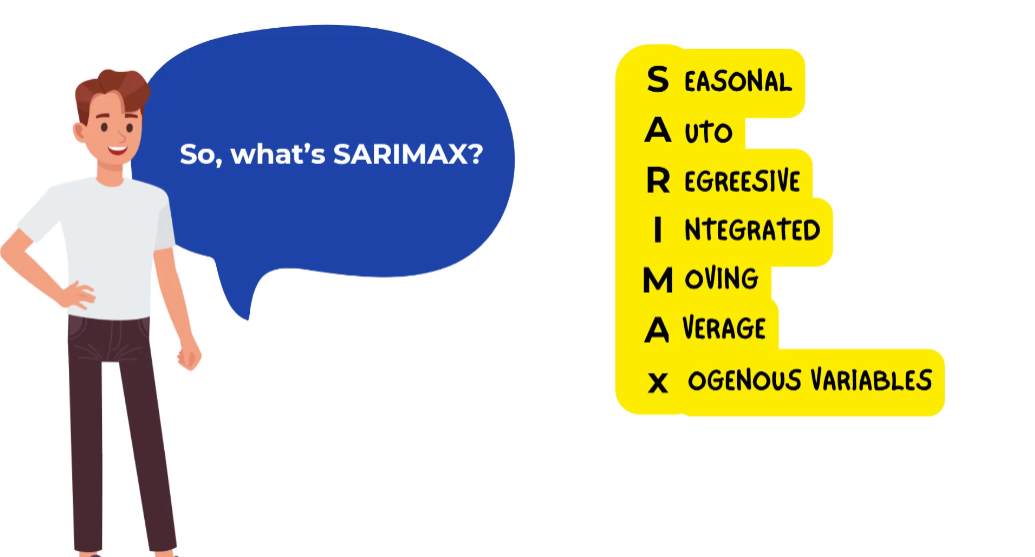 So, what's SARIMAX?
S EASONAL
A UTO
R EGREESIVE
I NTEGRATED
M OVING
A VERAGE
x OGENOUS VARIABLES